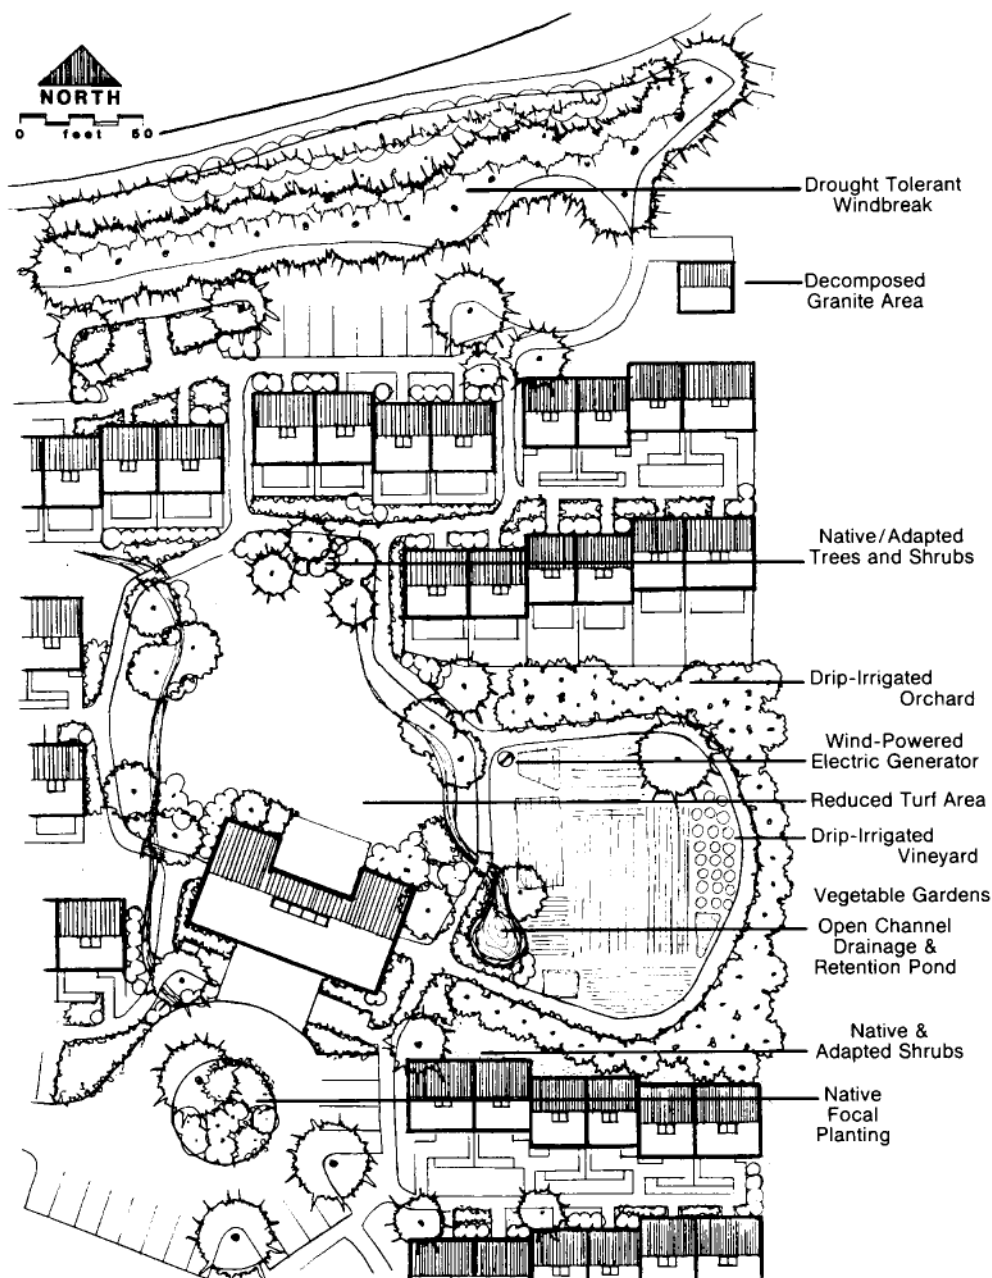 NORTH
0 feet 50
Drought Tolerant
Windbreak
Decomposed
Granite Area
Native/Adapted
Trees and Shrubs
Drip-Irrigated
Orchard
Wind-Powered
Electric Generator
Reduced Turf Area
Drip-Irrigated
Vineyard
Vegetable Gardens
Open Channel
Drainage &
Retention Pond
Native &
Adapted Shrubs
Native
Focal
Planting